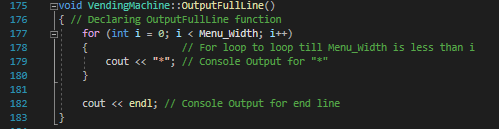 175 void VendingMachine::OutputFullLine()
176 { // Declaring OutputFullLine function
177 for (int i = 0; i < Menu_Width; i++)
178 { // For loop to loop till Menu_Width is less than i
179 cout << "*"; // Console Output for "*"
180 }
181
182 cout << endl; // Console Output for end line
183 }